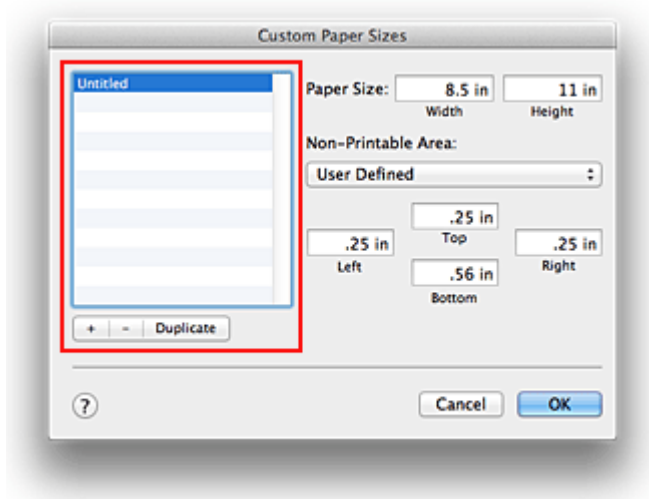 Custom Paper Sizes
Untitled
Paper Size: 8.5 in 11 in
Width Height
Non-Printable Area:
User Defined
.25 in
Top
.25 in .25 in
Left Right
.56 in
Bottom
+ - Duplicate
? Cancel OK